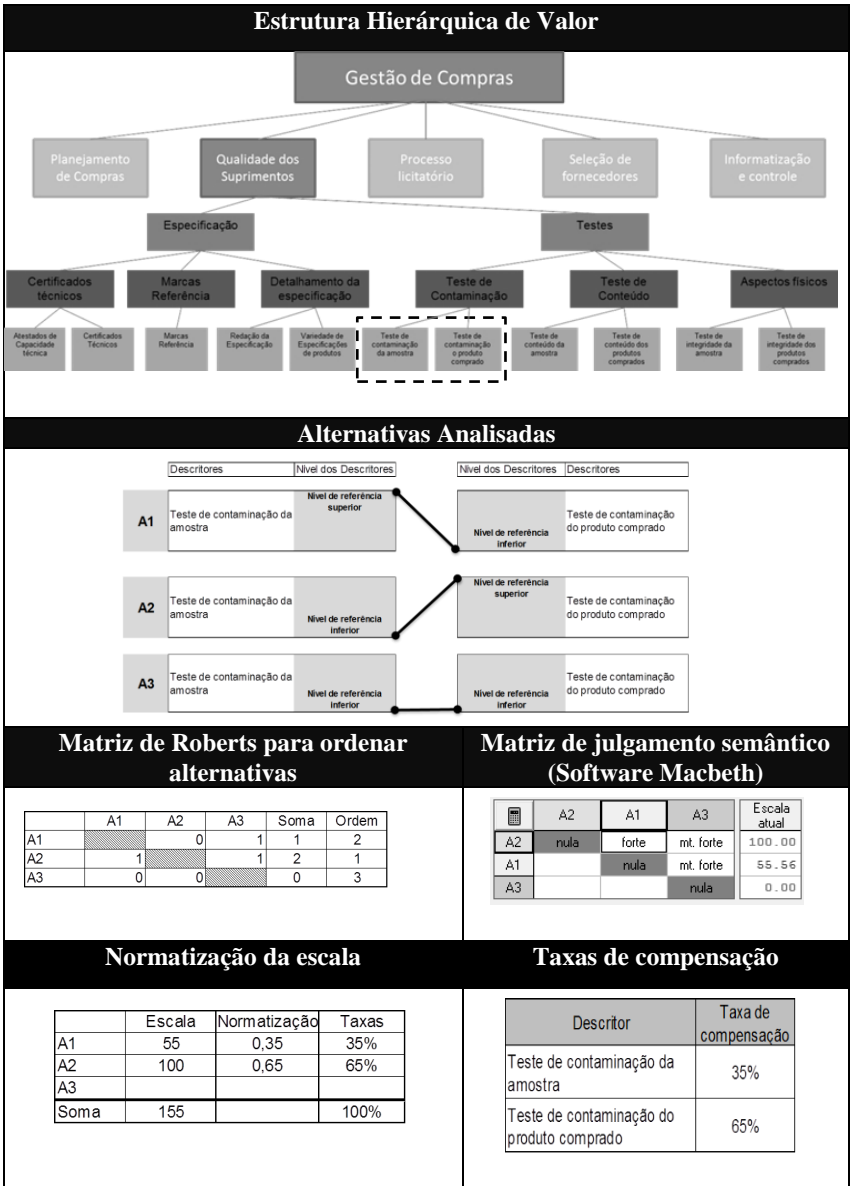 Estrutura Hierárquica de Valor
Gestão de Compras
Planejamento
de Compras
Qualidade dos
Suprimentos
Processo
licitatório
Seleção de
fornecedores
Informatização
e controle
Especificação
Testes
Certificados
técnicos
Marcas
Referência
Detalhamento da
especificação
Teste de
Contaminação
Teste de
Conteúdo
Aspectos físicos
Atestados de
Capacidade
técnica
Certificados
Técnicos
Marcas
Referência
Redação da
Especificação
Variedade de
Especificações
de produtos
Teste de
contaminação
da amostra
Teste de
contaminação
o produto
comprado
Teste de
conteúdo da
amostra
Teste de
conteúdo dos
produtos
comprados
Teste de
integridade da
amostra
Teste de
integridade dos
produtos
comprados
Alternativas Analisadas
Descritores Nivel dos Descritores Nivel dos Descritores Descritores
A1
Teste de contaminação da
amostra
Nivel de referência
superior
Nivel de referência
inferior
Teste de contaminação
do produto comprado
A2
Teste de contaminação da
amostra
Nivel de referência
inferior
Nivel de referência
superior
Teste de contaminação
do produto comprado
A3
Teste de contaminação da
amostra
Nivel de referência
inferior
Nivel de referência
inferior
Teste de contaminação
do produto comprado
Matriz de Roberts para ordenar
alternativas
A1 A2 A3 Soma Ordem
A1 0 1 1 2
A2 1 1 2 1
A3 0 0 0 3
Matriz de julgamento semântico
(Software Macbeth)
A2 A1 A3 Escala
atual
A2 nula forte mt. forte 100.00
A1 nula mt. forte 55.56
A3 nula 0.00
Normatização da escala
Escala Normatização Taxas
A1 55 0,35 35%
A2 100 0,65 65%
A3
Soma 155 100%
Taxas de compensação
Descritor Taxa de
compensação
Teste de contaminação da
amostra 35%
Teste de contaminação do
produto comprado 65%